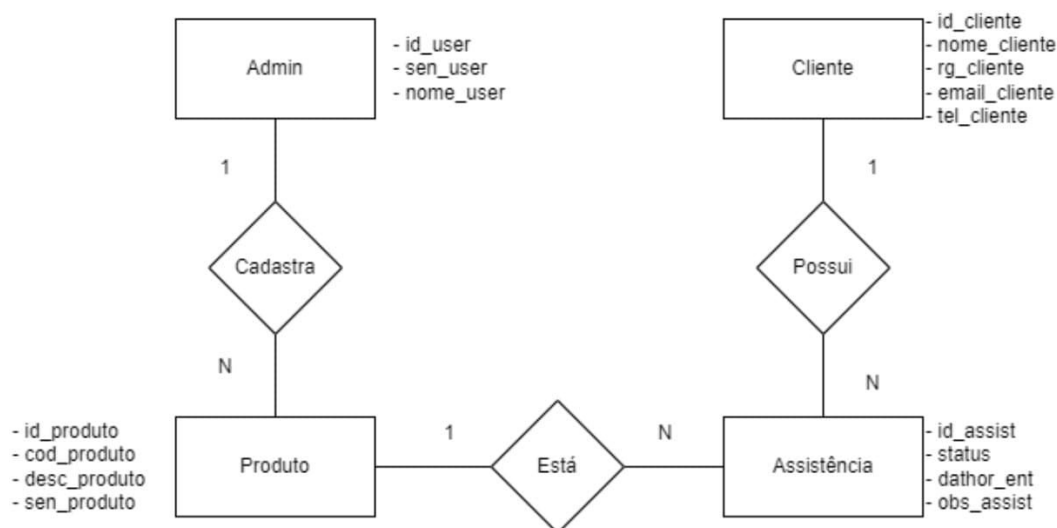 Admin
- id_user
- sen_user
- nome_user
Cliente
- id_cliente
- nome_cliente
- rg_cliente
- email_cliente
- tel_cliente
1
1
Cadastra
Possui
N
N
- id_produto
- cod_produto
- desc_produto
- sen_produto
Produto
1
Está
N
Assistência
- id_assist
- status
- dathor_ent
- obs_assist